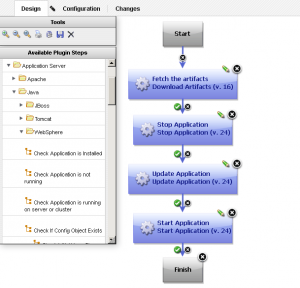 Design
Configuration
Changes
Tools
Available Plugin Steps
Application Server
Apache
Java
JBoss
Tomcat
WebSphere
Check Application is Installed
Check Application is not running
Check Application is running on server or cluster
Check If Config Object Exists
Start
Fetch the artifacts
Download Artifacts (v. 16)
Stop Application
Stop Application (v. 24)
Update Application
Update Application (v. 24)
Start Application
Start Application (v. 24)
Finish